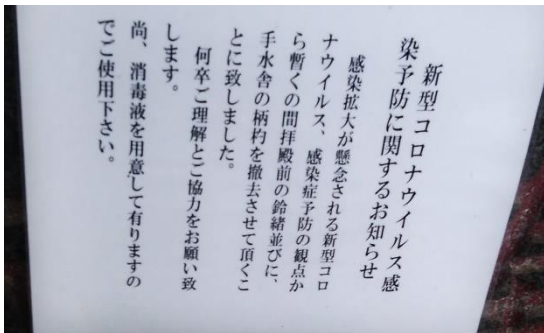 新型コロナウイルス感
染予防に関するお知らせ
感染拡大が懸念される新型コロ
ナウイルス、感染症予防の観点か
ら暫くの間拝殿前の鈴緒並びに、
手水舎の柄杓を撤去させて頂くこ
とに致しました。
何卒ご理解とご協力をお願い致
します。
尚、消毒液を用意して有りますの
でご使用下さい。